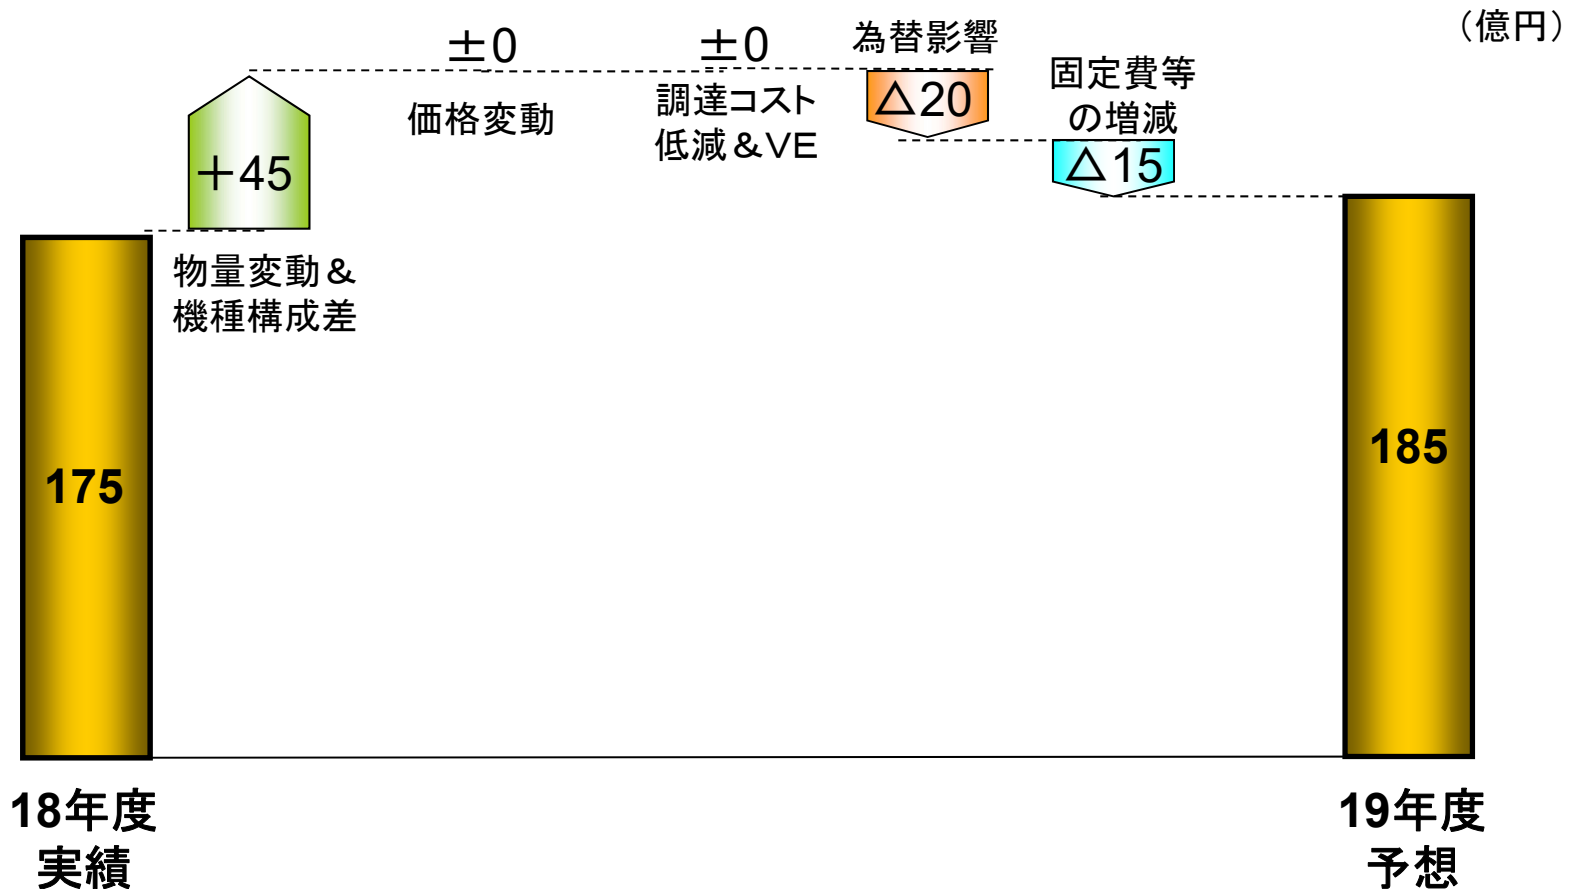 （億円）
±0
価格変動
±0
調達コスト
低減＆VE
為替影響
△20
固定費等
の増減
△15
＋45
物量変動＆
機種構成差
175
185
18年度
実績
19年度
予想